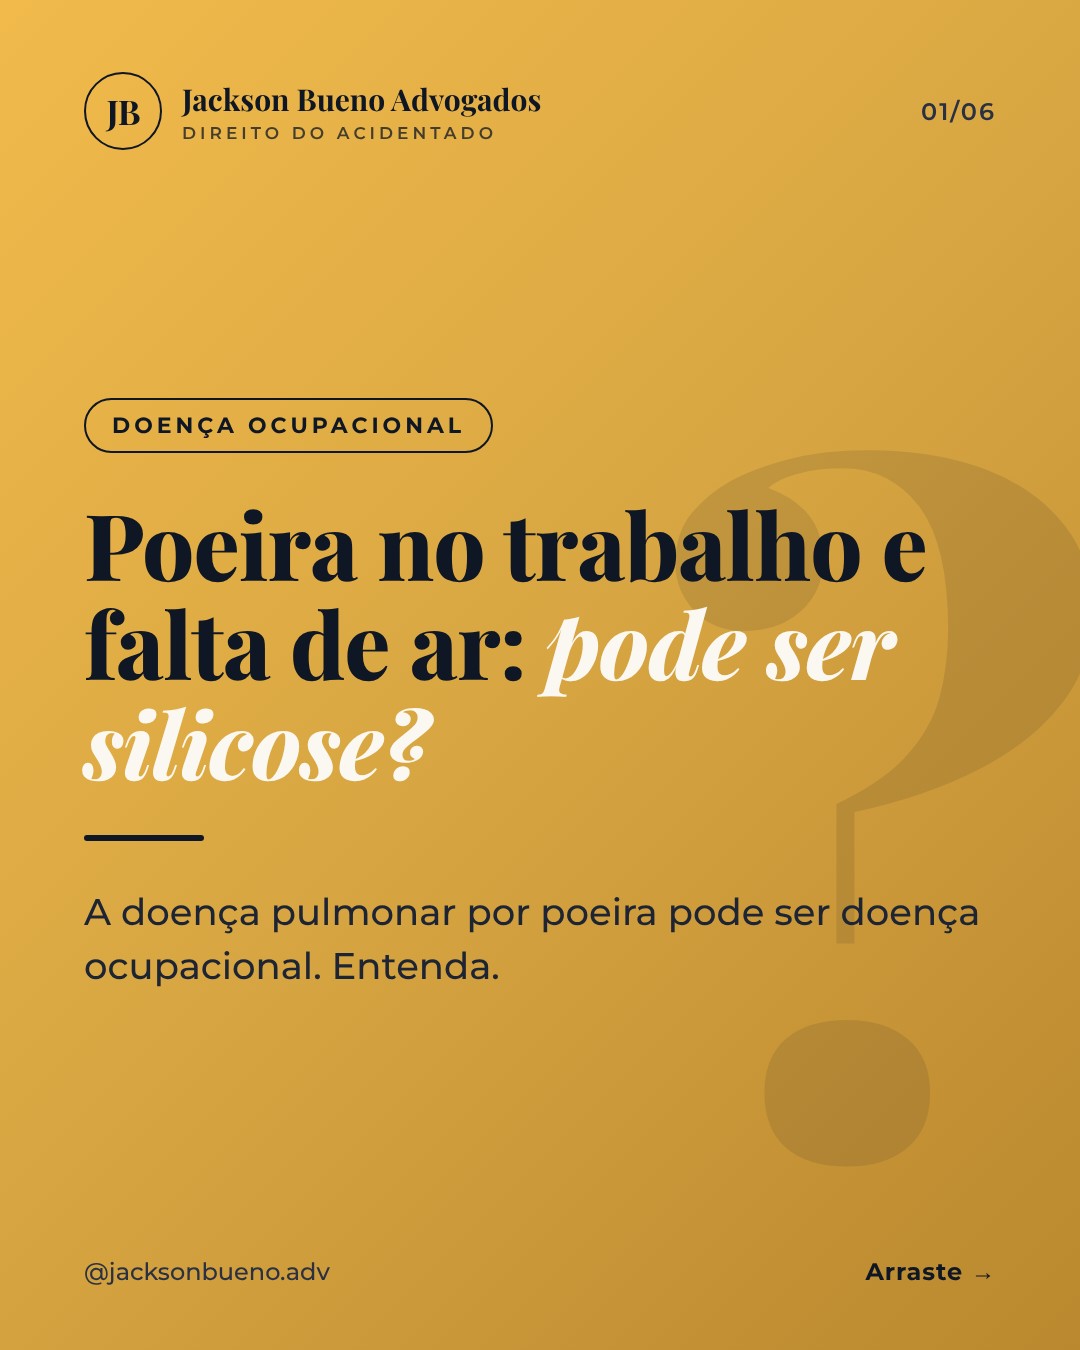 JB
Jackson Bueno Advogados
DIREITO DO ACIDENTADO
01/06
DOENÇA OCUPACIONAL
Poeira no trabalho e
falta de ar: pode ser
silicose?
A doença pulmonar por poeira pode ser doença
ocupacional. Entenda.
?
@jacksonbueno.adv
Arraste →